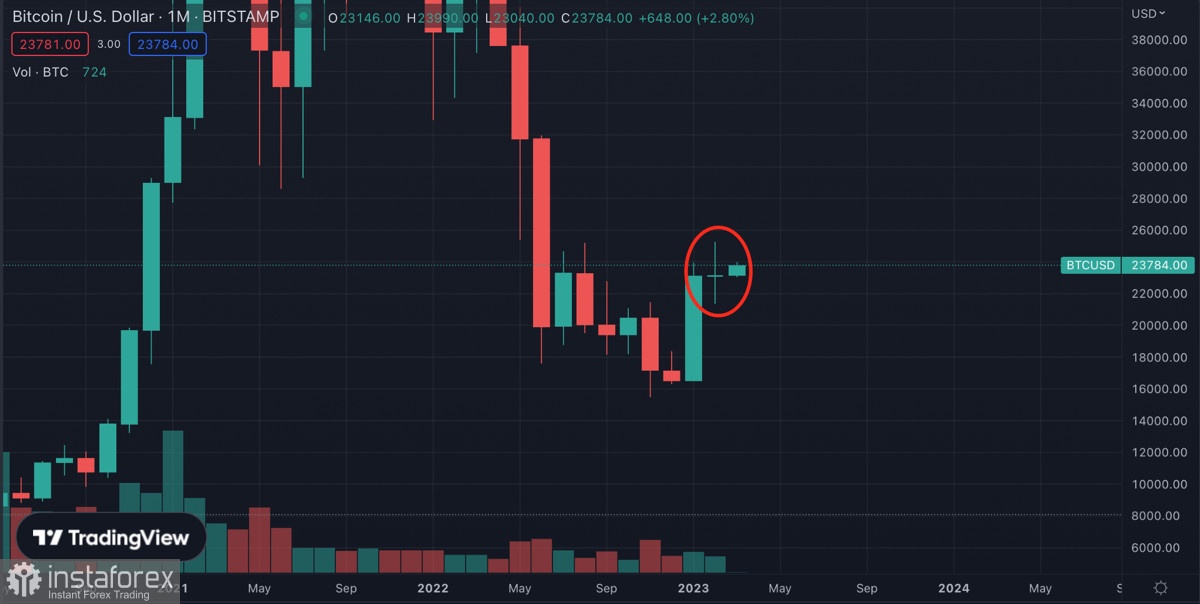 Bitcoin / U.S. Dollar · 1M · BITSTAMP O23146.00 H23990.00 L23040.00 C23784.00 +648.00 (+2.80%)
USD
23781.00 3.00 23784.00
Vol · BTC 724
38000.00
36000.00
34000.00
32000.00
30000.00
28000.00
26000.00
BTCUSD 23784.00
22000.00
20000.00
18000.00
16000.00
14000.00
12000.00
10000.00
8000.00
6000.00
TradingView
instaforex
Instant Forex Trading
May Sep 2022 May Sep 2023 May Sep 2024 May